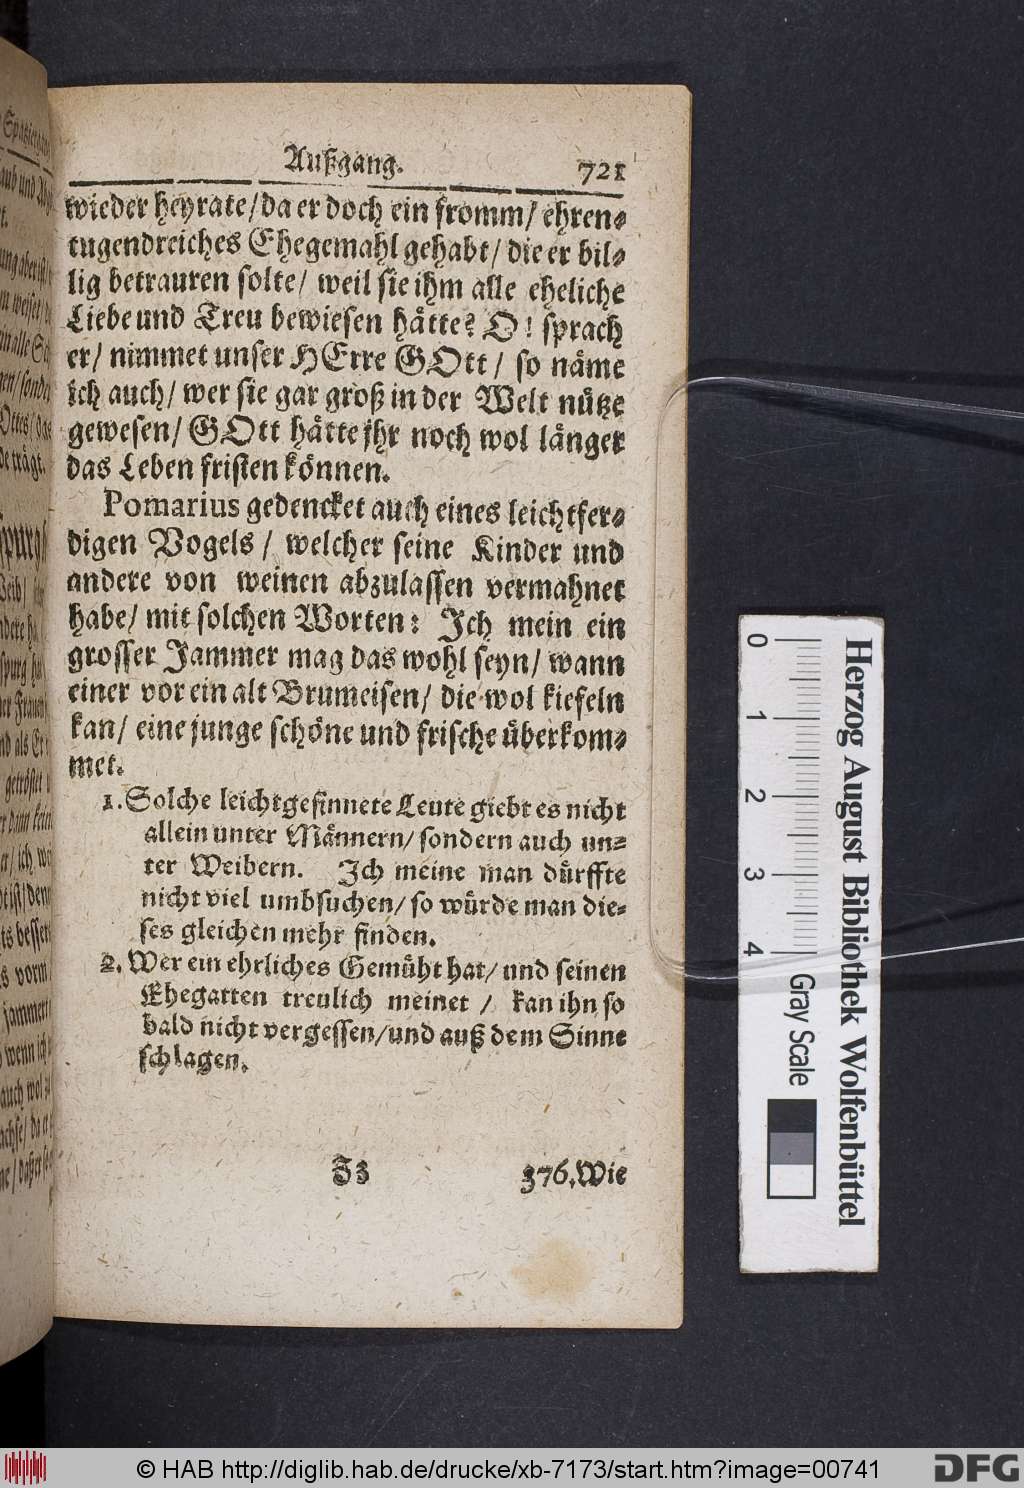 Außgang. 721
wieder heyrate/da er doch ein fromm/ ehren-
tugendreiches Ehegemahl gehabt/ die er bil-
lig betrauren solte/ weil sie ihm alle eheliche
Liebe und Treu bewiesen hätte? O! sprach
er/ nimmet unser HErre GOtt/ so näme
ich auch/ wer sie gar groß in der Welt nütze
gewesen/ GOtt hätte jhr noch wol länger
das Leben fristen können.
Pomarius gedencket auch eines leichtfer-
digen Vogels/ welcher seine Kinder und
andere von weinen abzulassen vermahnet
habe/ mit solchen Worten: Ich mein ein
grosser Jammer mag das wohl seyn/ wann
einer vor ein alt Brumeisen/ die wol kiefeln
kan/ eine junge schöne und frische überkom-
met.
1. Solche leichtgesinnete Leute giebt es nicht
allein unter Männern/ sondern auch un-
ter Weibern. Ich meine man dürffte
nicht viel umbsuchen/ so würde man die-
ses gleichen mehr finden.
2. Wer ein ehrliches Gemüht hat/ und seinen
Ehegatten treulich meinet/ kan ihn so
bald nicht vergessen/und auß dem Sinne
schlagen.
Zz 376. Wie
0 1 2 3 4 Gray Scale
Herzog August Bibliothek Wolfenbüttel
© HAB http://diglib.hab.de/drucke/xb-7173/start.htm?image=00741
DFG